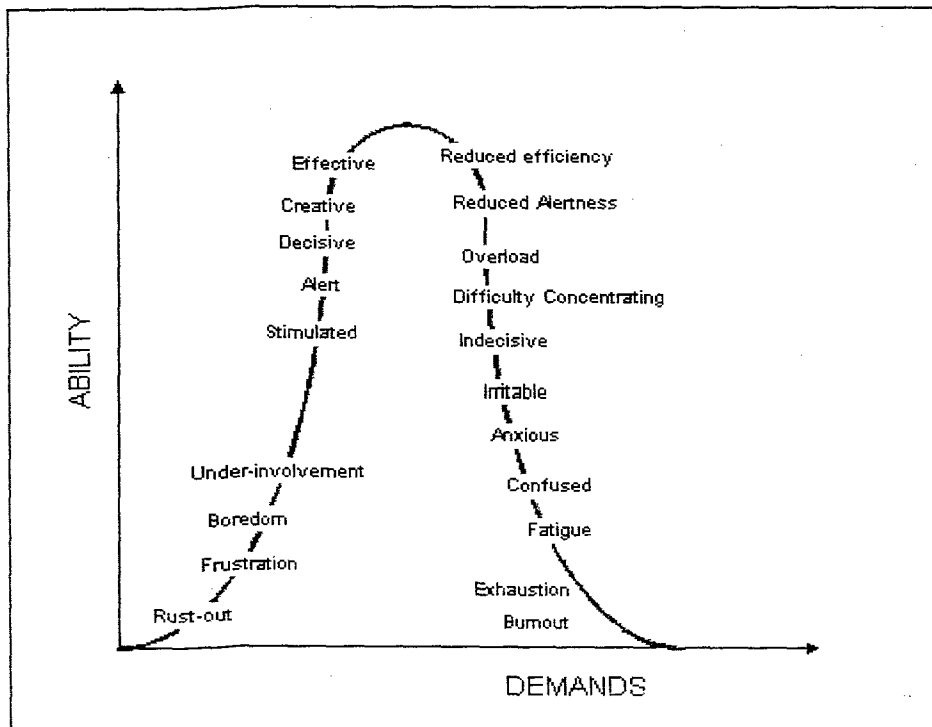 Effective
Reduced efficiency
Creative
Reduced Alertness
Decisive
Overload
Alert
Difficulty Concentrating
Stimulated
Indecisive
ABILITY
Irritable
Anxious
Under-involvement
Confused
Boredom
Fatigue
Frustration
Exhaustion
Rust-out
Burnout
DEMANDS